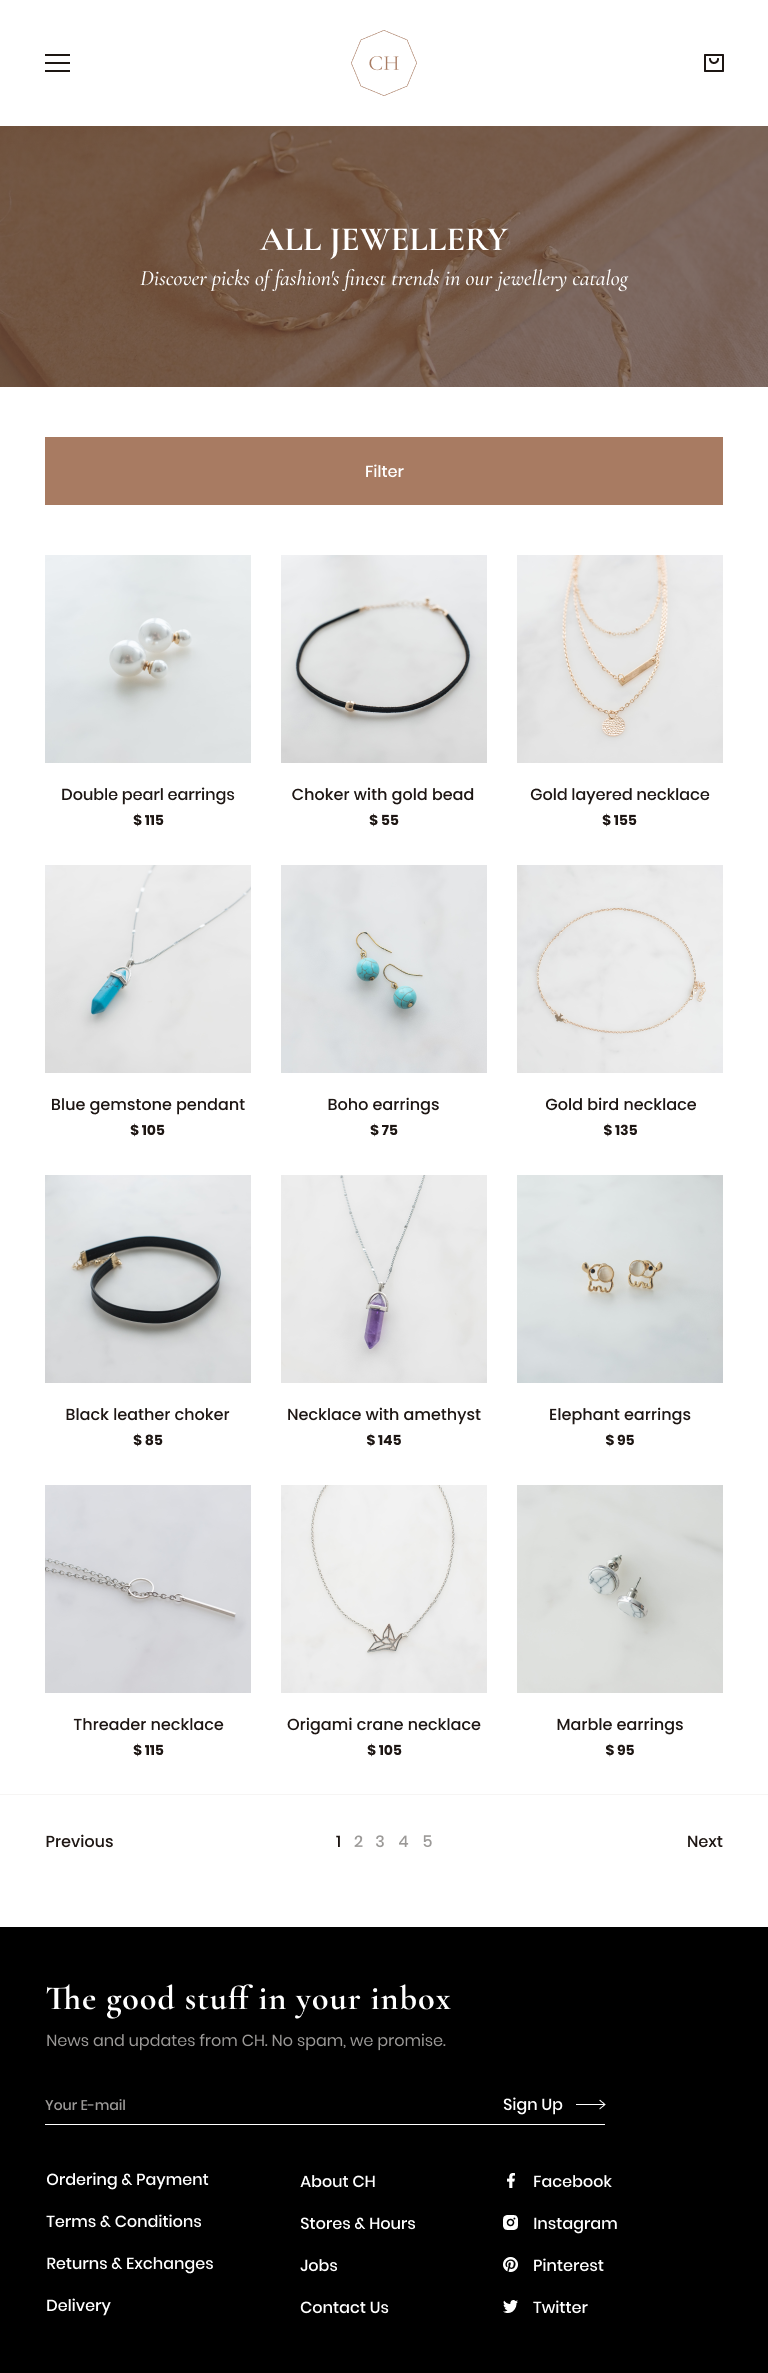 CH
ALL JEWELLERY
Discover picks of fashion's finest trends in our jewellery catalog
Filter
Double pearl earrings
$ 115
Choker with gold bead
$ 55
Gold layered necklace
$ 155
Blue gemstone pendant
$ 105
Boho earrings
$ 75
Gold bird necklace
$ 135
Black leather choker
$ 85
Necklace with amethyst
$ 145
Elephant earrings
$ 95
Threader necklace
$ 115
Origami crane necklace
$ 105
Marble earrings
$ 95
Previous 1 2 3 4 5 Next
The good stuff in your inbox
News and updates from CH. No spam, we promise.
Your E-mail Sign Up
Ordering & Payment
Terms & Conditions
Returns & Exchanges
Delivery
About CH
Stores & Hours
Jobs
Contact Us
Facebook
Instagram
Pinterest
Twitter